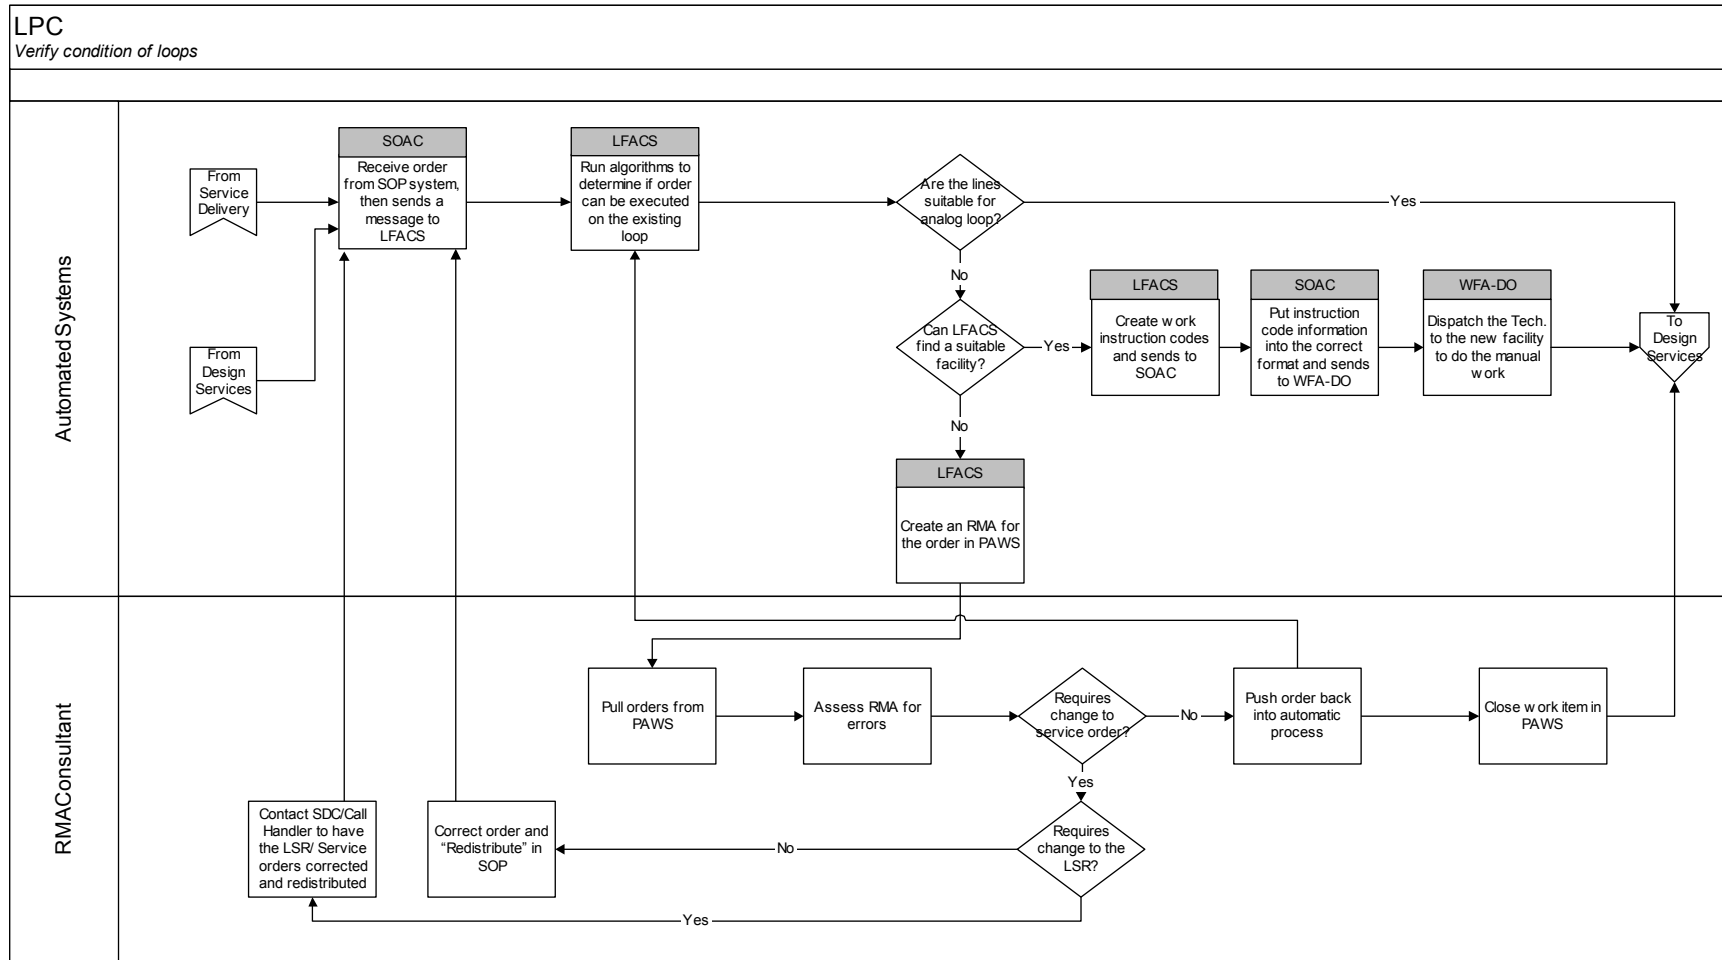 LPC
Verify condition of loops
Automated Systems
From
Service
Delivery
SOAC
Receive order
from SOP system,
then sends a
message to
LFACS
LFACS
Run algorithms to
determine if order
can be executed
on the existing
loop
Are the lines
suitable for
analog loop?
Yes
No
From
Design
Services
Can LFACS
find a suitable
facility?
Yes
LFACS
Create work
instruction codes
and sends to
SOAC
SOAC
Put instruction
code information
into the correct
format and sends
to WFA-DO
WFA-DO
Dispatch the Tech.
to the new facility
to do the manual
work
To
Design
Services
No
LFACS
Create an RMA for
the order in PAWS
RMA Consultant
Pull orders from
PAWS
Assess RMA for
errors
Requires
change to
service order?
No
Push order back
into automatic
process
Close work item in
PAWS
Yes
Contact SDC/Call
Handler to have
the LSR/ Service
orders corrected
and redistributed
Correct order and
“Redistribute” in
SOP
No
Requires
change to the
LSR?
Yes